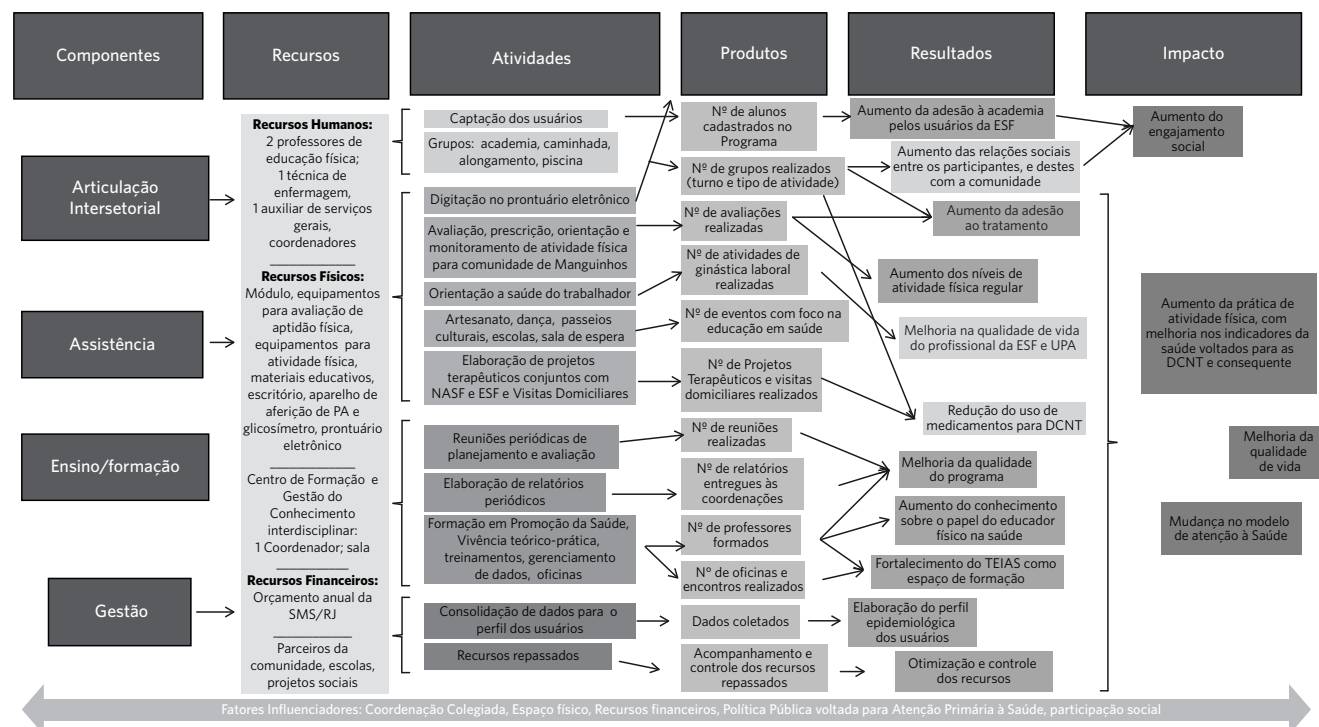 Componentes
Recursos
Atividades
Produtos
Resultados
Impacto
Articulação
Intersetorial
Assistência
Ensino/formação
Gestão
Recursos Humanos:
2 professores de
educação física;
1 técnica de
enfermagem,
1 auxiliar de serviços
gerais,
coordenadores
Recursos Físicos:
Módulo, equipamentos
para avaliação de
aptidão física,
equipamentos para
atividade física,
materiais educativos,
escritório, aparelho de
aferição de PA e
glicosímetro, prontuário
eletrônico
Centro de Formação e
Gestão do
Conhecimento
interdisciplinar:
1 Coordenador; sala
Recursos Financeiros:
Orçamento anual da
SMS/RJ
Parceiros da
comunidade, escolas,
projetos sociais
Captação dos usuários
Grupos: academia, caminhada,
alongamento, piscina
Digitação no prontuário eletrônico
Avaliação, prescrição, orientação e
monitoramento de atividade física
para comunidade de Manguinhos
Orientação a saúde do trabalhador
Artesanato, dança, passeios
culturais, escolas, sala de espera
Elaboração de projetos
terapêuticos conjuntos com
NASF e ESF e Visitas Domiciliares
Reuniões periódicas de
planejamento e avaliação
Elaboração de relatórios
periódicos
Formação em Promoção da Saúde,
Vivência teórico-prática,
treinamentos, gerenciamento
de dados, oficinas
Consolidação de dados para o
perfil dos usuários
Recursos repassados
Nº de alunos
cadastrados no
Programa
Nº de grupos realizados
(turno e tipo de atividade)
Nº de avaliações
realizadas
Nº de atividades de
ginástica laboral
realizadas
Nº de eventos com foco na
educação em saúde
Nº de Projetos
Terapêuticos e visitas
domiciliares realizados
Nº de reuniões
realizadas
Nº de relatórios
entregues às
coordenações
Nº de professores
formados
Nº de oficinas e
encontros realizados
Dados coletados
Acompanhamento e
controle dos recursos
repassados
Aumento da adesão à academia
pelos usuários da ESF
Aumento das relações sociais
entre os participantes, e destes
com a comunidade
Aumento da adesão
ao tratamento
Aumento dos níveis de
atividade física regular
Melhoria na qualidade de vida
do profissional da ESF e UPA
Redução do uso de
medicamentos para DCNT
Melhoria da qualidade
do programa
Aumento do conhecimento
sobre o papel do educador
físico na saúde
Fortalecimento do TEIAS como
espaço de formação
Elaboração do perfil
epidemiológica
dos usuários
Otimização e controle
dos recursos
Aumento do
engajamento
social
Aumento da prática de
atividade física, com
melhoria nos indicadores da
saúde voltados para as
DCNT e consequente
Melhoria da
qualidade
de vida
Mudança no modelo
de atenção à Saúde
Fatores Influenciadores: Coordenação Colegiada, Espaço físico, Recursos financeiros, Política Pública voltada para Atenção Primária à Saúde, participação social